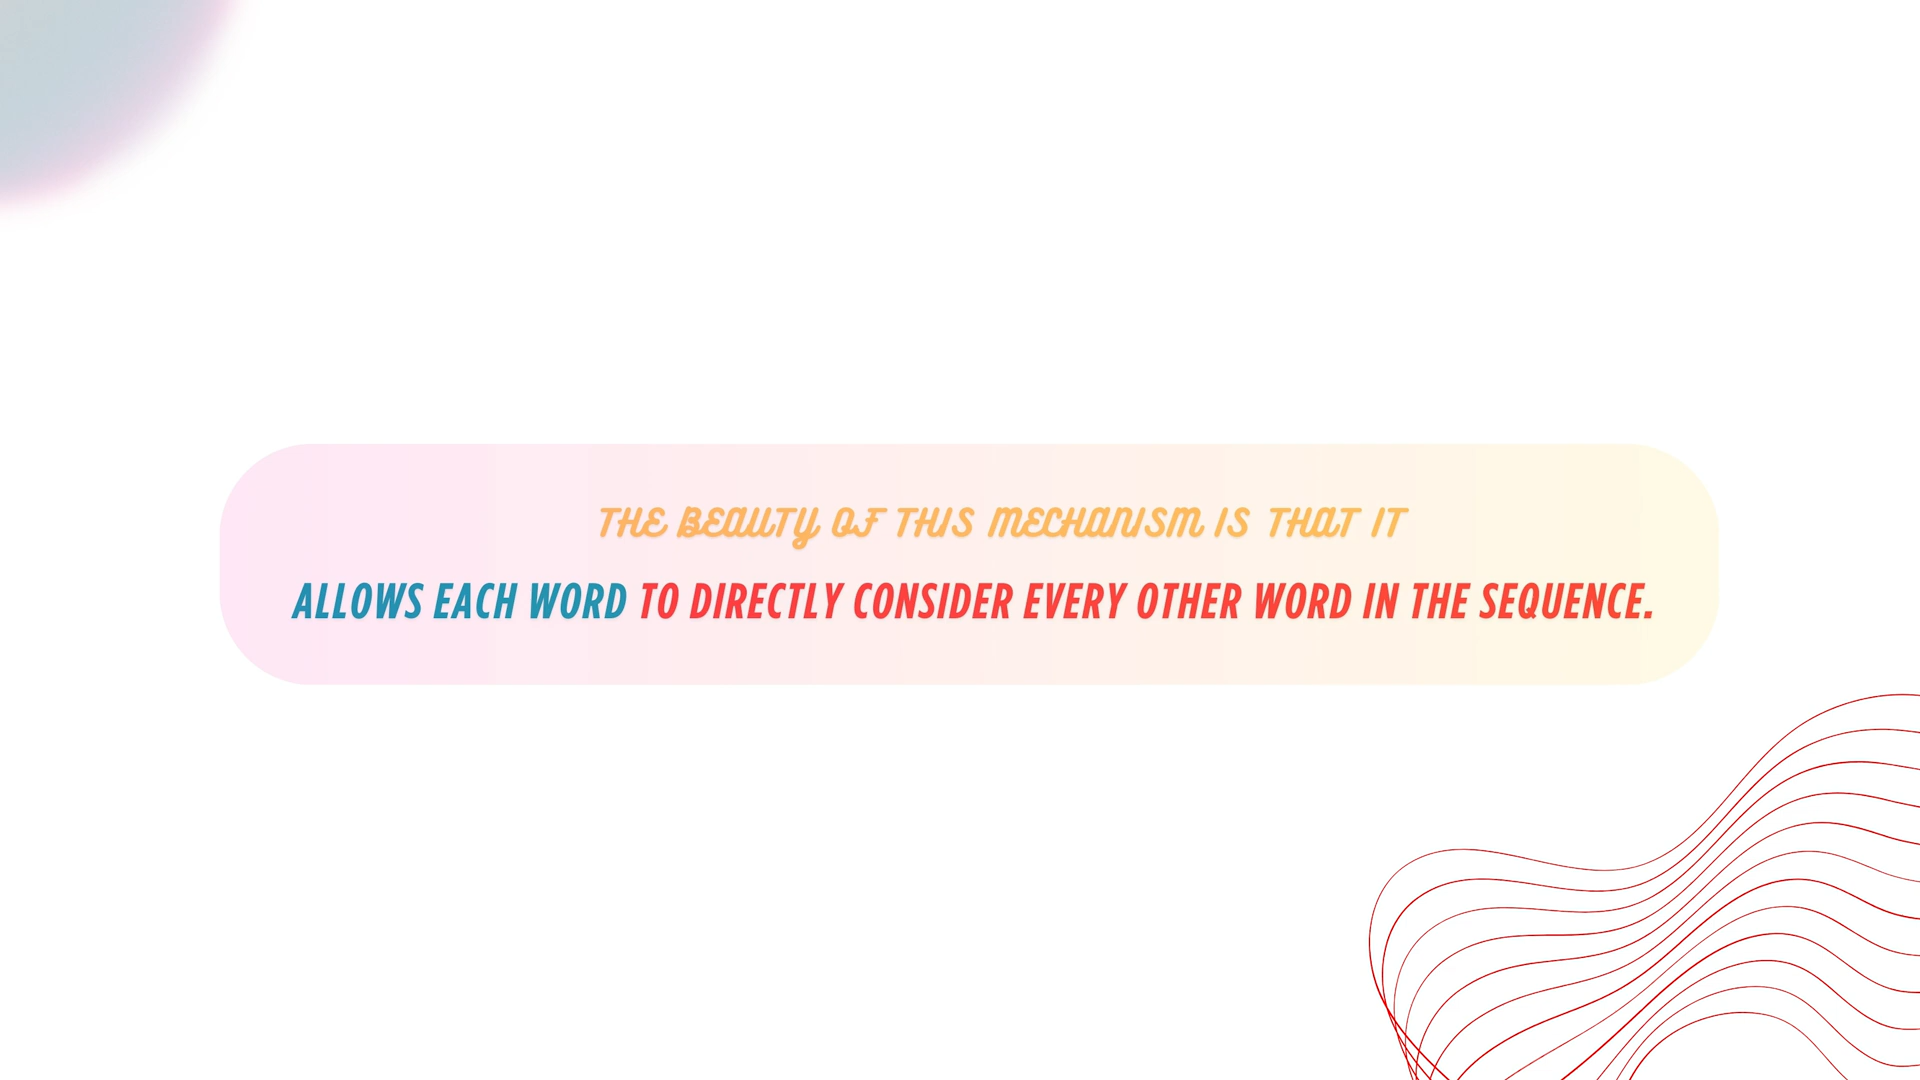 THE BEAUTY OF THIS MECHANISM IS THAT IT
ALLOWS EACH WORD TO DIRECTLY CONSIDER EVERY OTHER WORD IN THE SEQUENCE.